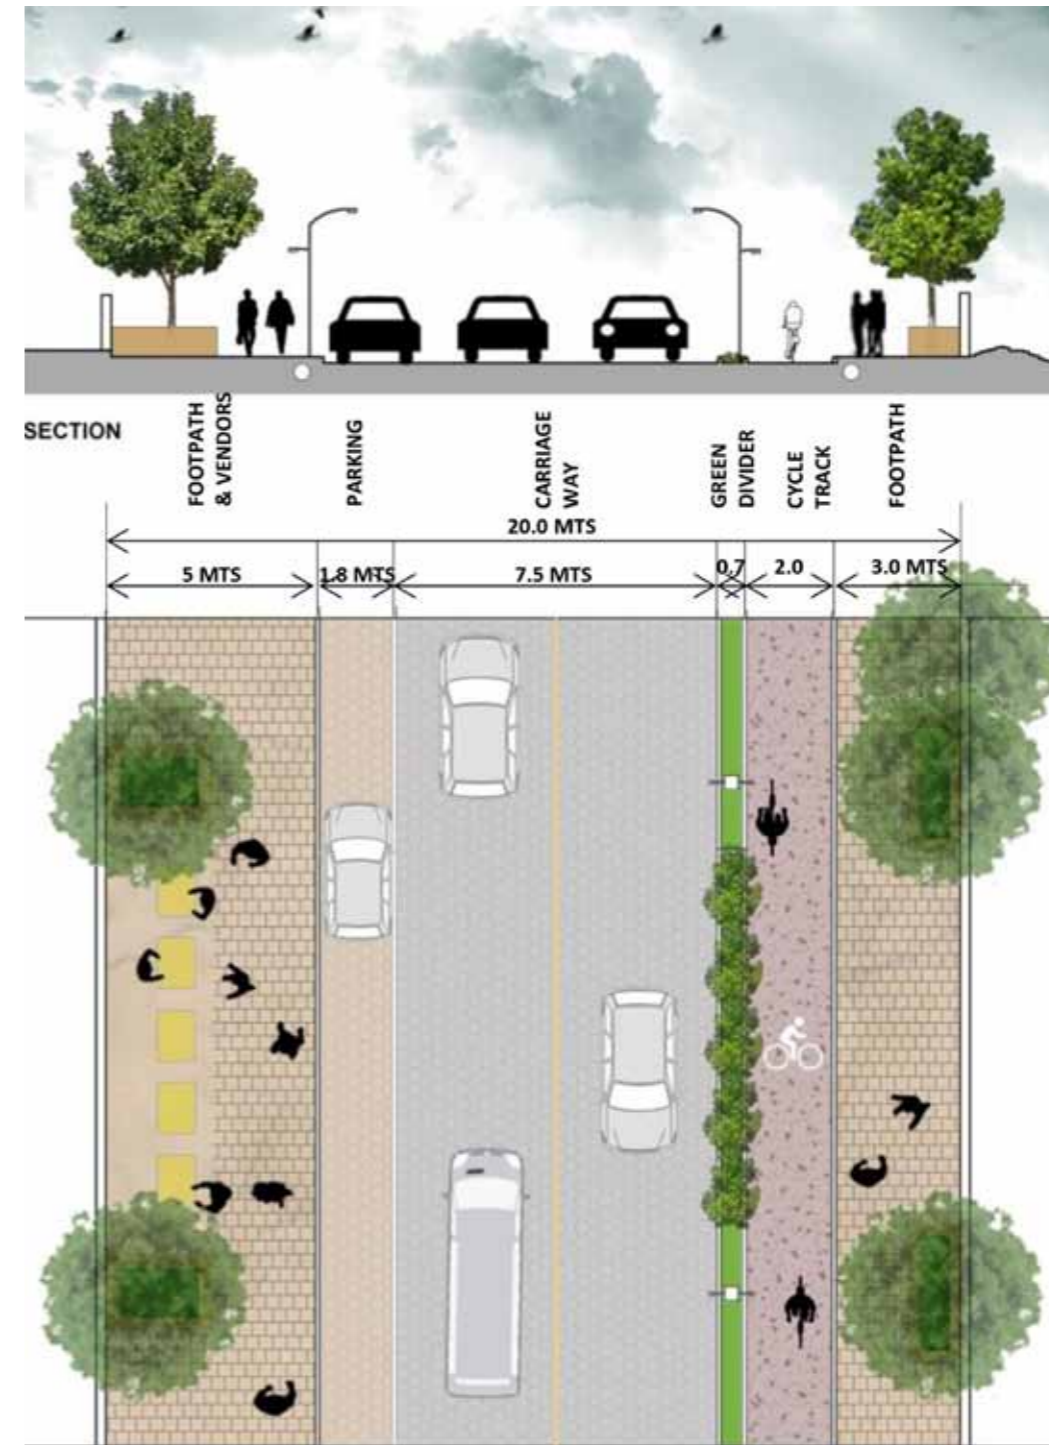 SECTION
FOOTPATH
& VENDORS
PARKING
CARRIAGE
WAY
GREEN
DIVIDER
CYCLE
TRACK
FOOTPATH
20.0 MTS
5 MTS
1.8 MTS
7.5 MTS
0.7
2.0
3.0 MTS